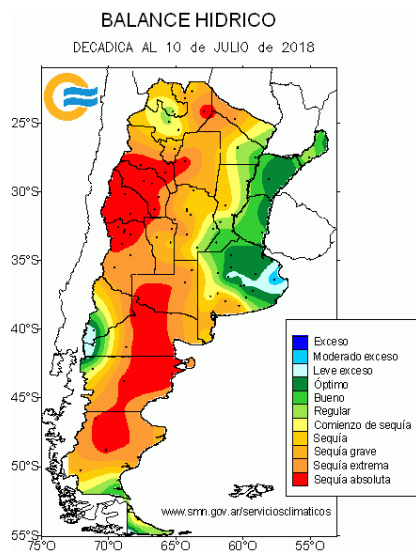 BALANCE HIDRICO
DECADICA AL 10 de JULIO de 2018
75°O 70°O 65°O 60°O 55°O
25°S
30°S
35°S
40°S
45°S
50°S
55°S
Exceso
Moderado exceso
Leve exceso
Óptimo
Bueno
Regular
Comienzo de sequía
Sequía
Sequía grave
Sequía extrema
Sequía absoluta
www.smn.gov.ar/serviciosclimaticos